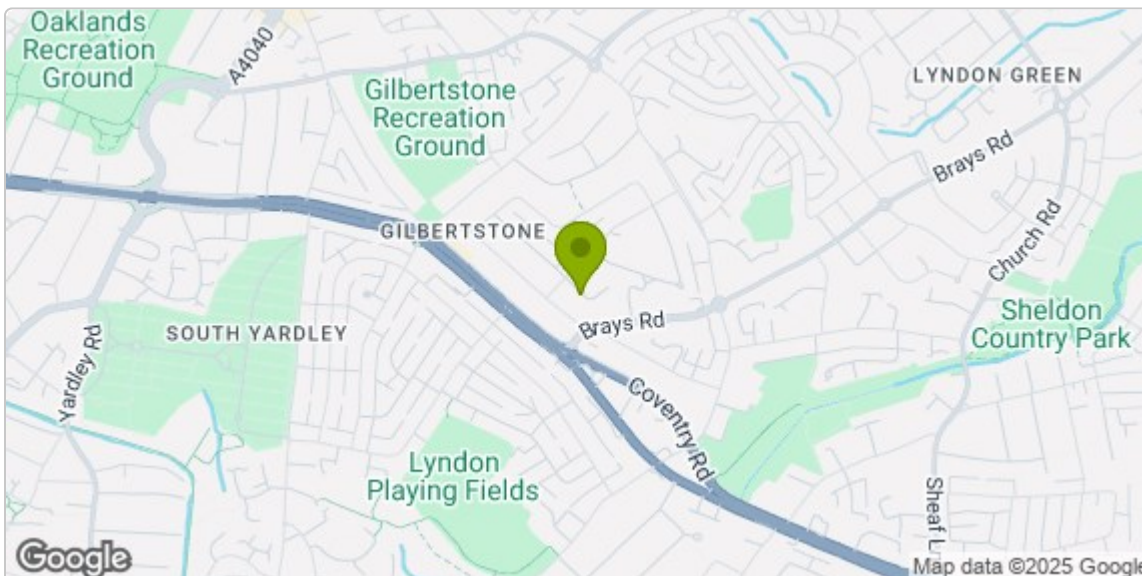 Oaklands
Recreation
Ground
A4040
Gilbertstone
Recreation
Ground
LYNDON GREEN
Brays Rd
Church Rd
GILBERTSTONE
Brays Rd
SOUTH YARDLEY
Sheldon
Country Park
Yardley Rd
Coventry Rd
Lyndon
Playing Fields
Sheaf L
Google
Map data ©2025 Google